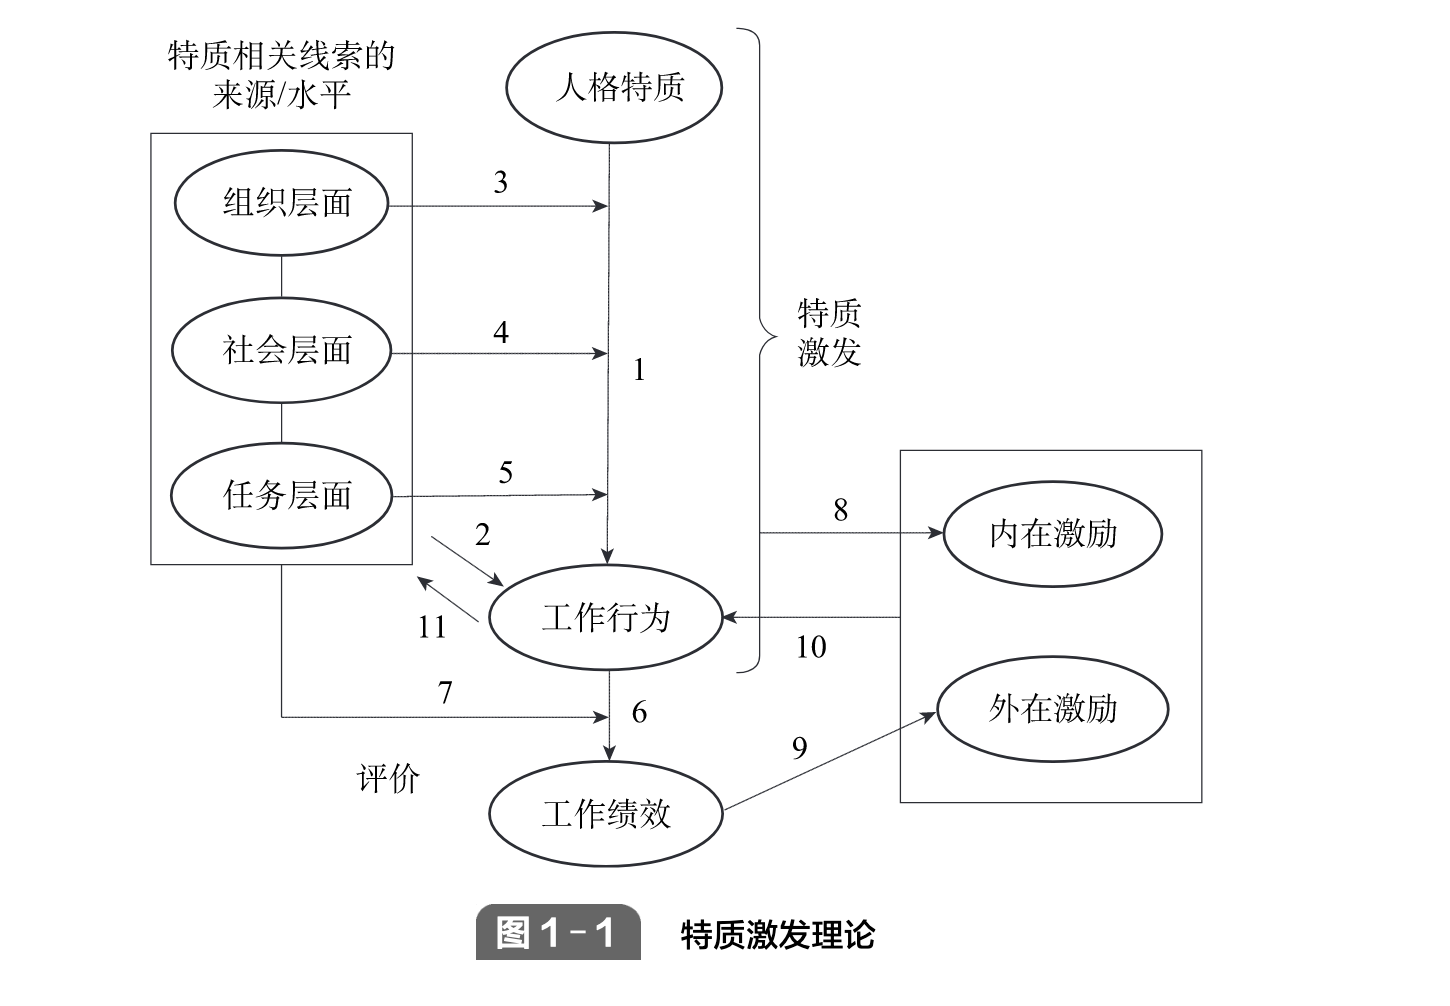 特质相关线索的
来源/水平
人格特质
组织层面
3
社会层面
4
1
特质
激发
任务层面
5
2
8
内在激励
11
工作行为
10
7
6
外在激励
9
评价
工作绩效
图1-1 特质激发理论